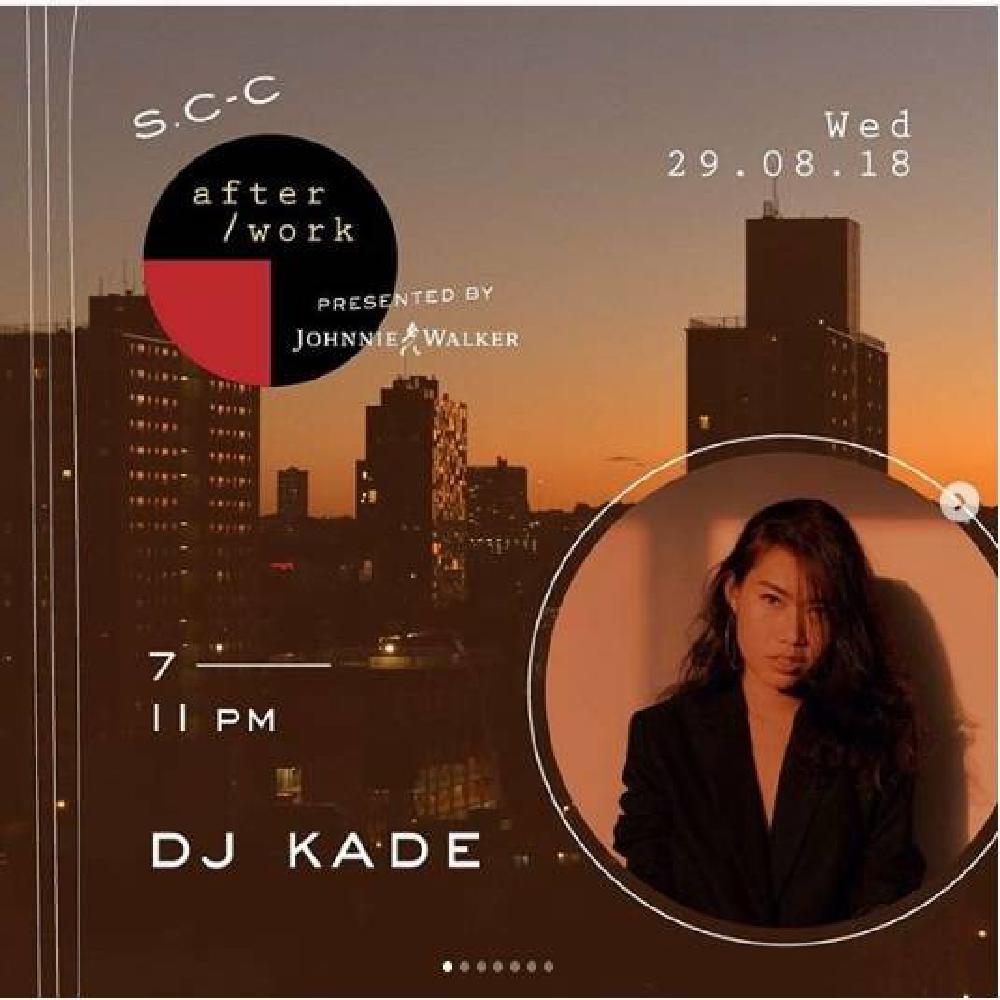 S.C-C
after
/work
PRESENTED BY
JOHNNIE WALKER
Wed
29.08.18
7
11 PM
DJ KADE